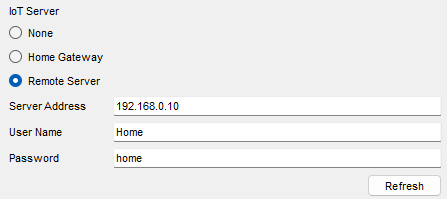 IoT Server
None
Home Gateway
Remote Server
Server Address 192.168.0.10
User Name Home
Password home
Refresh